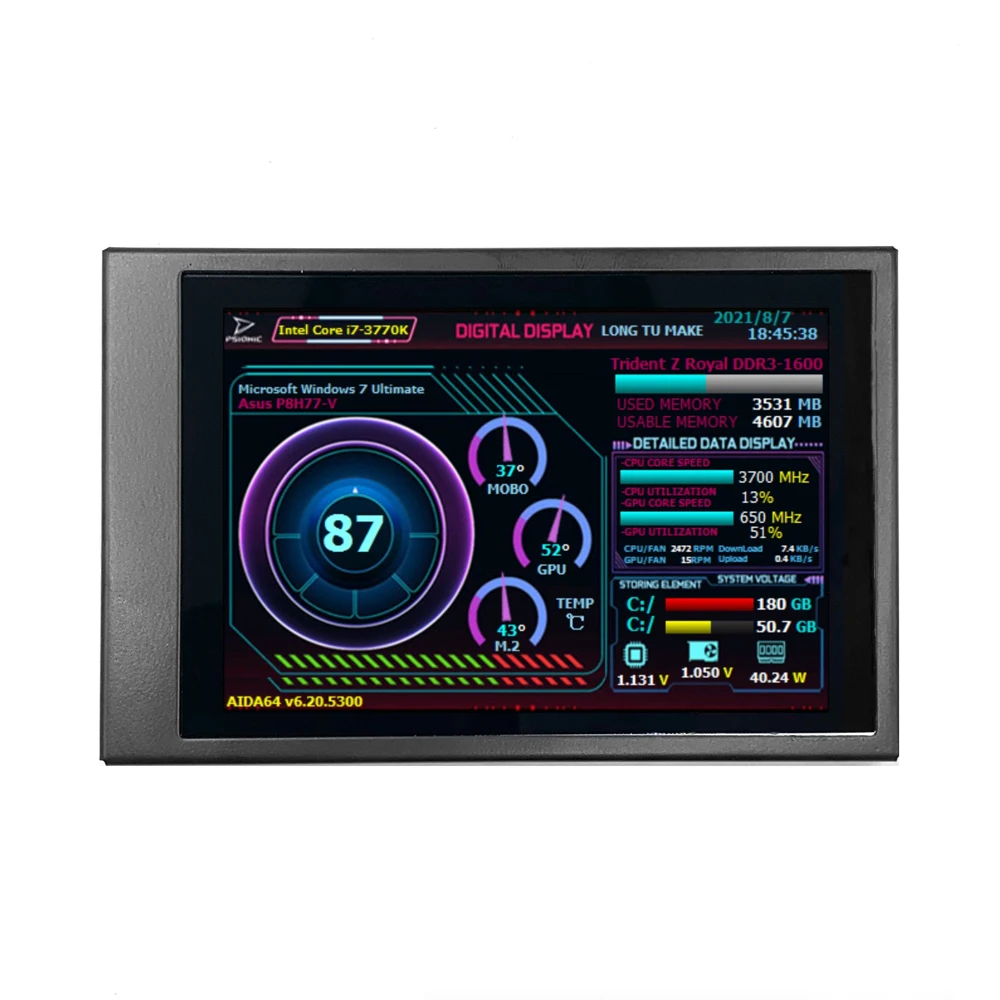 PSIONIC
Intel Core i7-3770K
DIGITAL DISPLAY LONG TU MAKE
2021/8/7
18:45:38
Microsoft Windows 7 Ultimate
Asus P8H77-V
87
37°
MOBO
52°
GPU
43°
M.2
TEMP
℃
AIDA64 v6.20.5300
Trident Z Royal DDR3-1600
USED MEMORY 3531 MB
USABLE MEMORY 4607 MB
DETAILED DATA DISPLAY
-CPU CORE SPEED
3700 MHz
-CPU UTILIZATION 13%
-GPU CORE SPEED
650 MHz
-GPU UTILIZATION 51%
CPU/FAN 2472 RPM DownLoad 7.4 KB/s
GPU/FAN 15RPM Upload 0.4 KB/s
STORING ELEMENT SYSTEM VOLTAGE
C:/ 180 GB
C:/ 50.7 GB
1.131 V 1.050 V 40.24 W